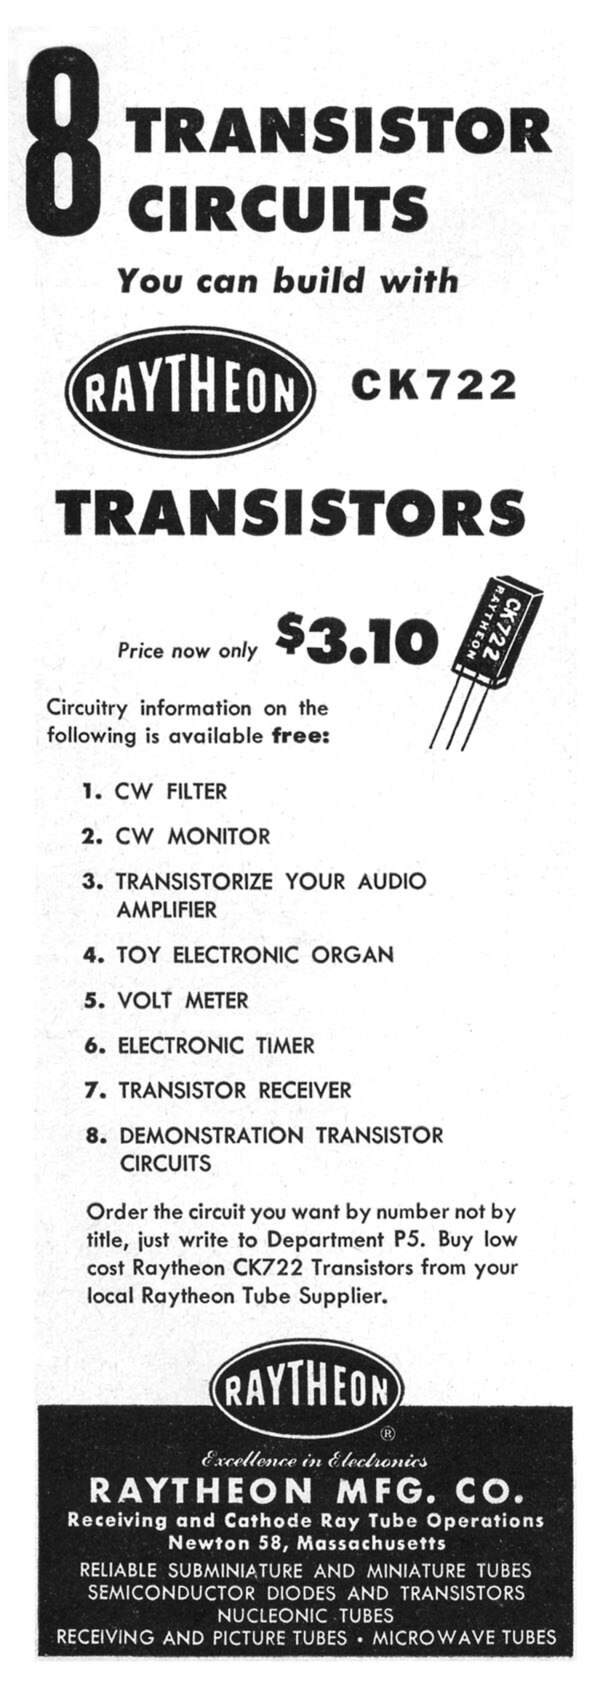 8 TRANSISTOR
CIRCUITS
You can build with
RAYTHEON CK722
TRANSISTORS
Price now only $3.10
CK722
RAYTHEON
Circuitry information on the
following is available free:
1. CW FILTER
2. CW MONITOR
3. TRANSISTORIZE YOUR AUDIO
AMPLIFIER
4. TOY ELECTRONIC ORGAN
5. VOLT METER
6. ELECTRONIC TIMER
7. TRANSISTOR RECEIVER
8. DEMONSTRATION TRANSISTOR
CIRCUITS
Order the circuit you want by number not by
title, just write to Department P5. Buy low
cost Raytheon CK722 Transistors from your
local Raytheon Tube Supplier.
RAYTHEON
®
Excellence in Electronics
RAYTHEON MFG. CO.
Receiving and Cathode Ray Tube Operations
Newton 58, Massachusetts
RELIABLE SUBMINIATURE AND MINIATURE TUBES
SEMICONDUCTOR DIODES AND TRANSISTORS
NUCLEONIC TUBES
RECEIVING AND PICTURE TUBES • MICROWAVE TUBES